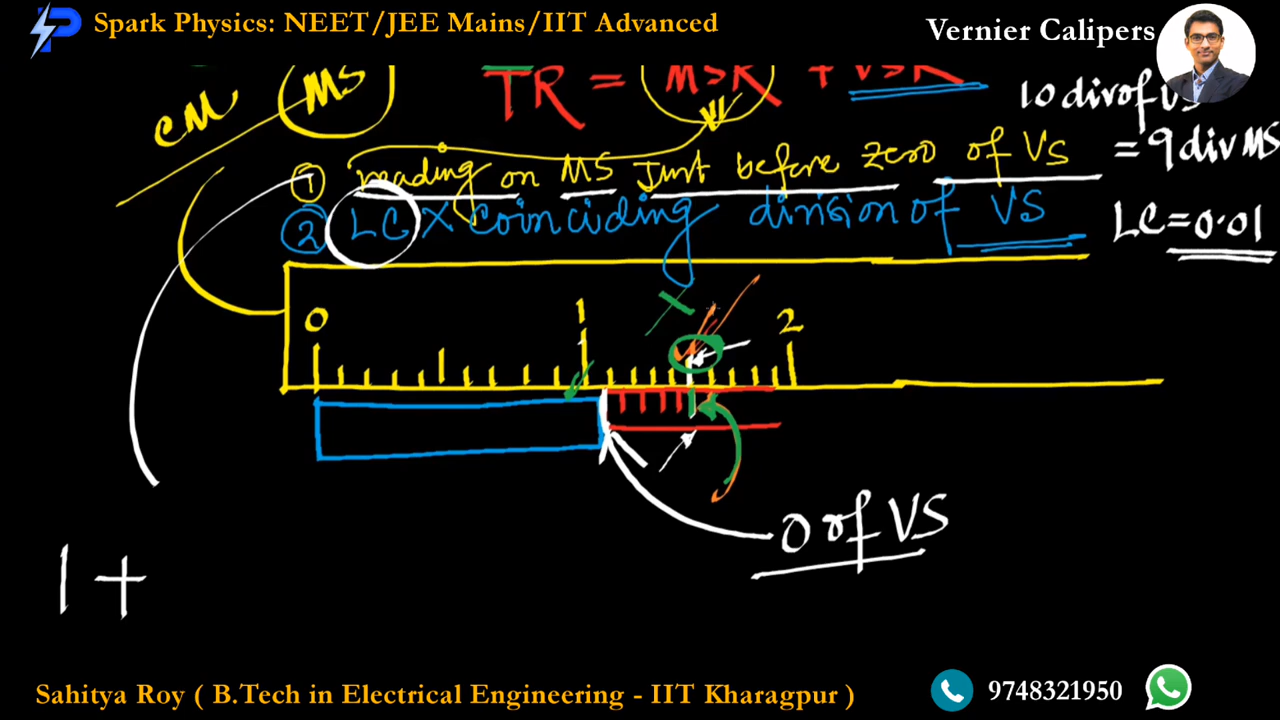 Spark Physics: NEET/JEE Mains/IIT Advanced
Vernier Calipers
cM MS
TR = MSR + VSR
10 div of VS
= 9 div MS
① reading on MS Just before zero of VS
② LC X coinciding division of VS
LC = 0.01
0 1 2
0 of VS
1 +
Sahitya Roy ( B.Tech in Electrical Engineering - IIT Kharagpur )
9748321950